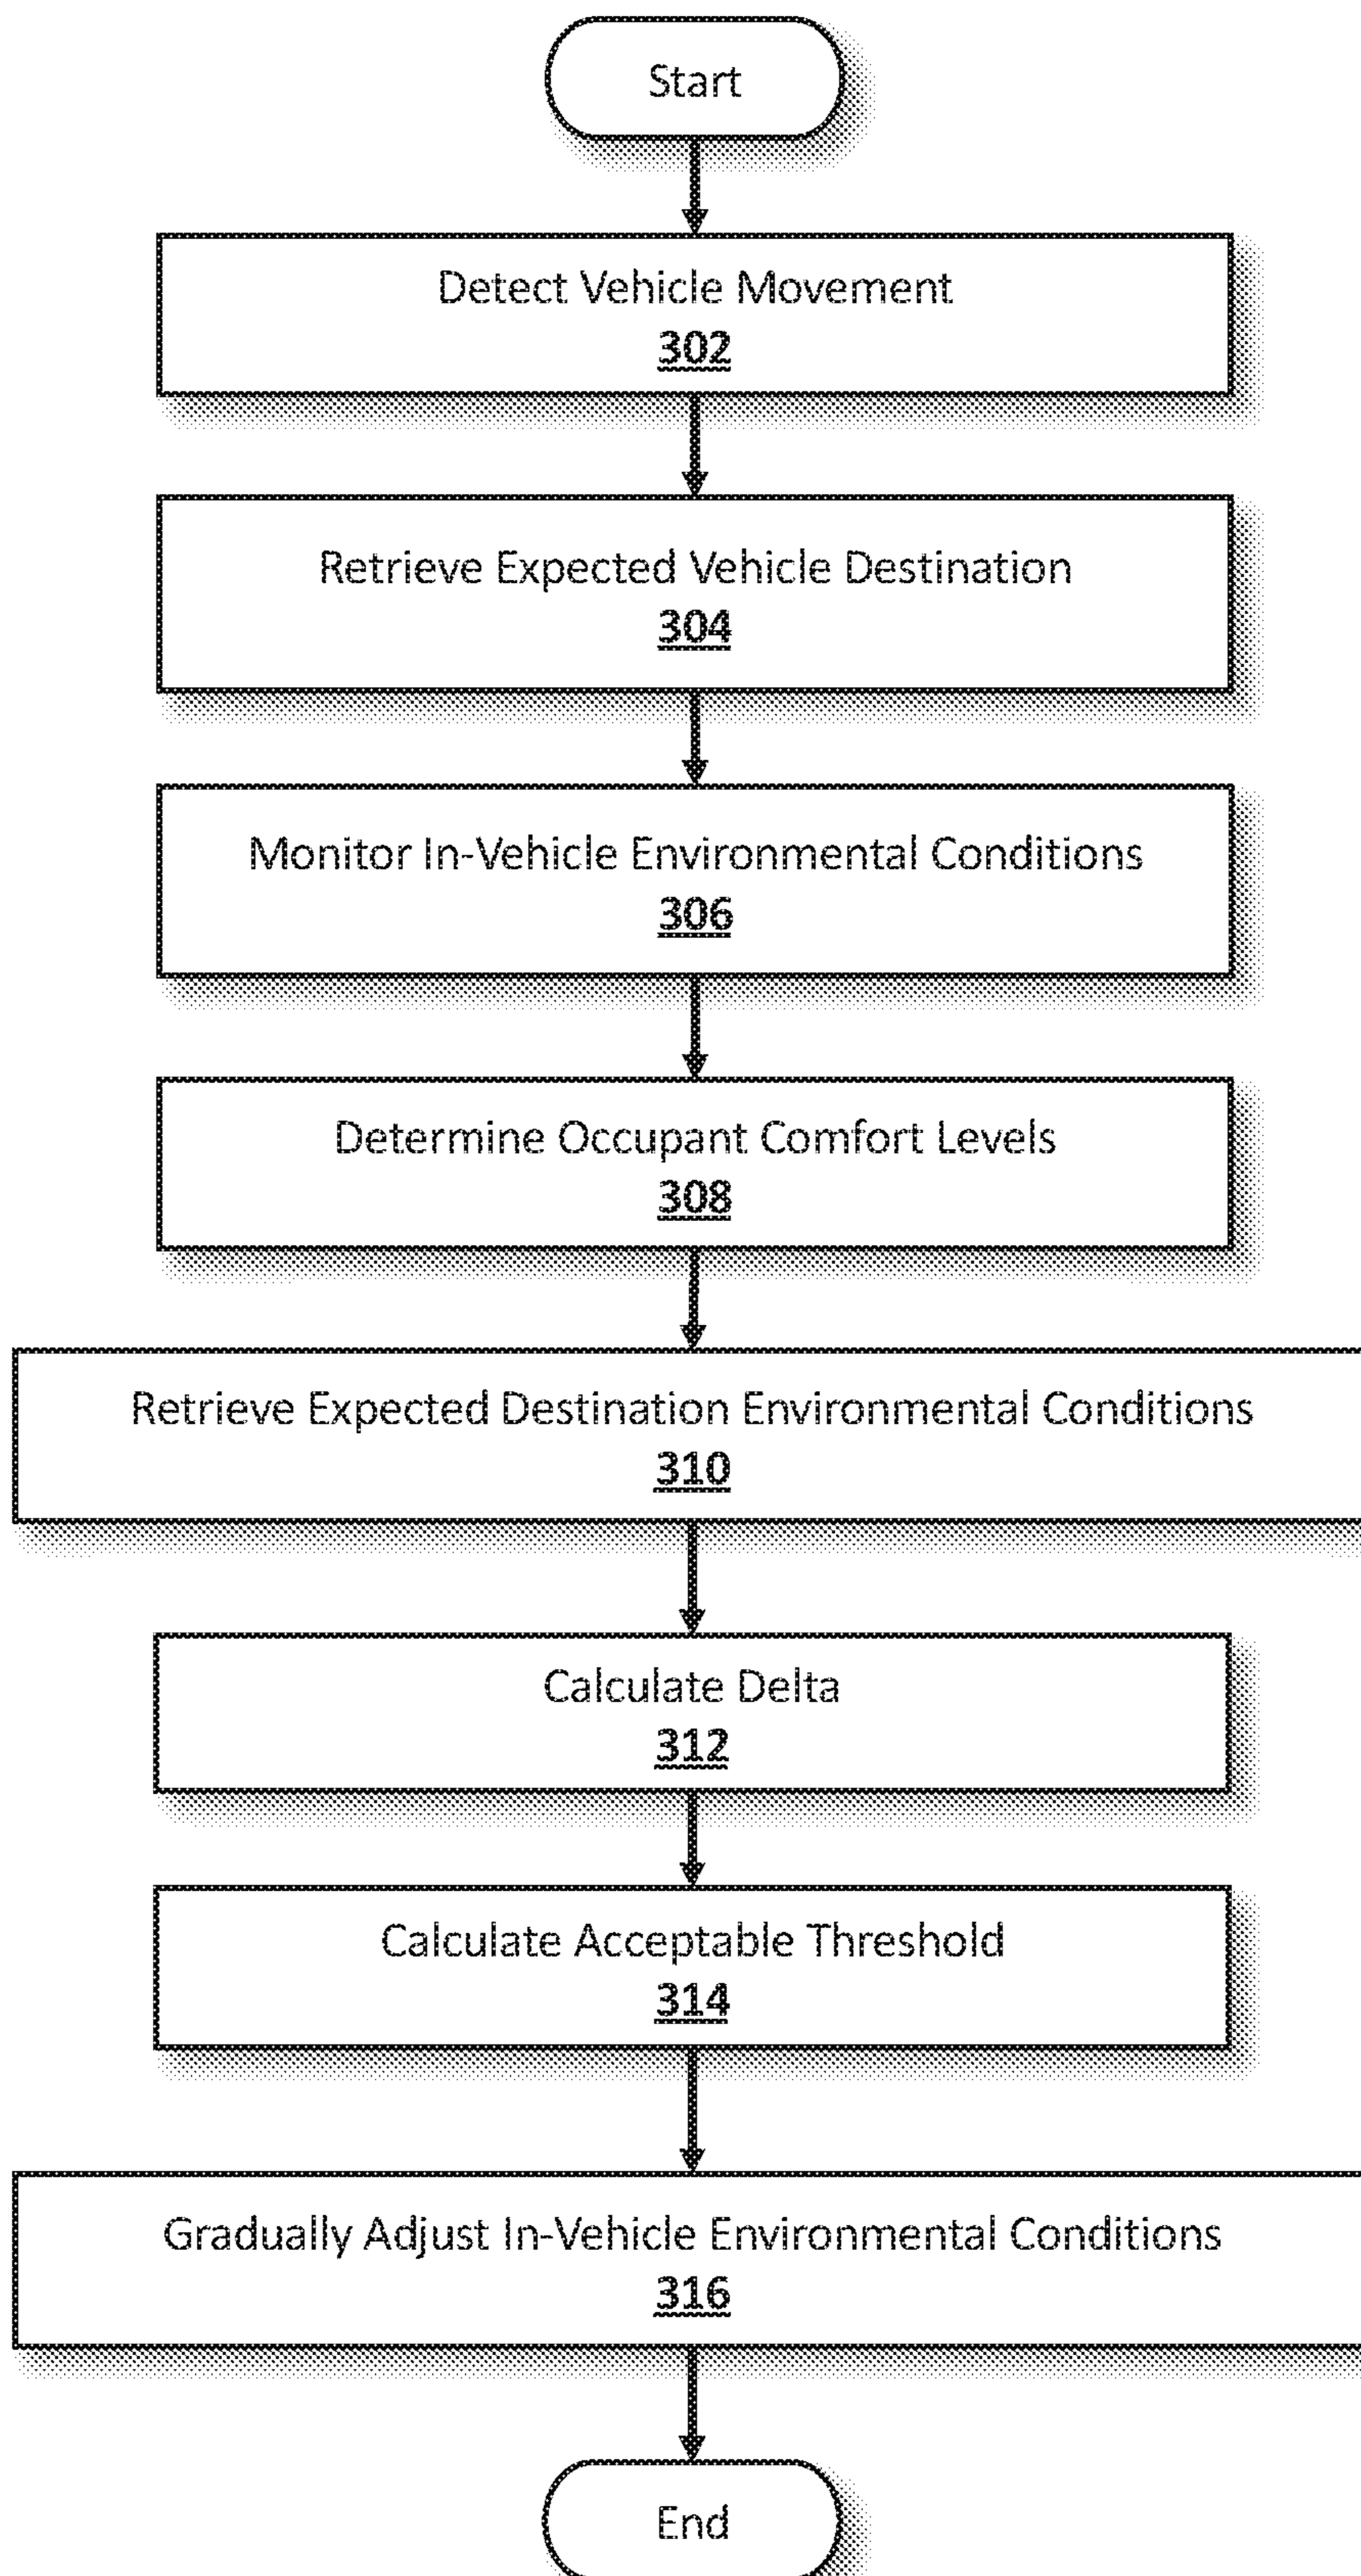 Start
Detect Vehicle Movement
302
Retrieve Expected Vehicle Destination
304
Monitor In-Vehicle Environmental Conditions
306
Determine Occupant Comfort Levels
308
Retrieve Expected Destination Environmental Conditions
310
Calculate Delta
312
Calculate Acceptable Threshold
314
Gradually Adjust In-Vehicle Environmental Conditions
316
End